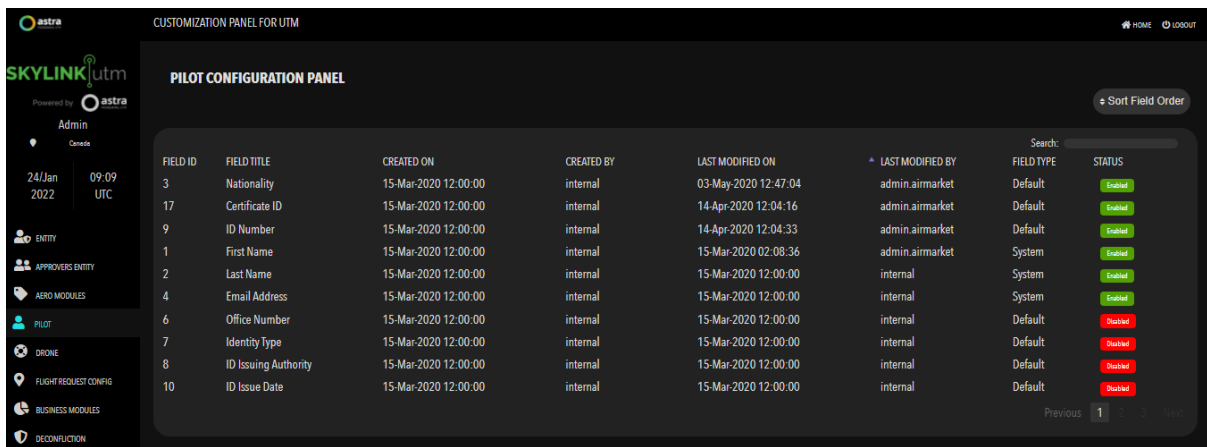 astra
CUSTOMIZATION PANEL FOR UTM
HOME LOGOUT
SKYLINK utm
Powered by astra
Admin
Canada
24/Jan 2022
09:09 UTC
ENTITY
APPROVERS ENTITY
AERO MODULES
PILOT
DRONE
FLIGHT REQUEST CONFIG
BUSINESS MODULES
DECONFLICTION
PILOT CONFIGURATION PANEL
Sort Field Order
Search:
FIELD ID FIELD TITLE CREATED ON CREATED BY LAST MODIFIED ON LAST MODIFIED BY FIELD TYPE STATUS
3 Nationality 15-Mar-2020 12:00:00 internal 03-May-2020 12:47:04 admin.airmarket Default Enabled
17 Certificate ID 15-Mar-2020 12:00:00 internal 14-Apr-2020 12:04:16 admin.airmarket Default Enabled
9 ID Number 15-Mar-2020 12:00:00 internal 14-Apr-2020 12:04:33 admin.airmarket Default Enabled
1 First Name 15-Mar-2020 12:00:00 internal 15-Mar-2020 02:08:36 admin.airmarket System Enabled
2 Last Name 15-Mar-2020 12:00:00 internal 15-Mar-2020 12:00:00 internal System Enabled
4 Email Address 15-Mar-2020 12:00:00 internal 15-Mar-2020 12:00:00 internal System Enabled
6 Office Number 15-Mar-2020 12:00:00 internal 15-Mar-2020 12:00:00 internal Default Disabled
7 Identity Type 15-Mar-2020 12:00:00 internal 15-Mar-2020 12:00:00 internal Default Disabled
8 ID Issuing Authority 15-Mar-2020 12:00:00 internal 15-Mar-2020 12:00:00 internal Default Disabled
10 ID Issue Date 15-Mar-2020 12:00:00 internal 15-Mar-2020 12:00:00 internal Default Disabled
Previous 1 2 3 Next